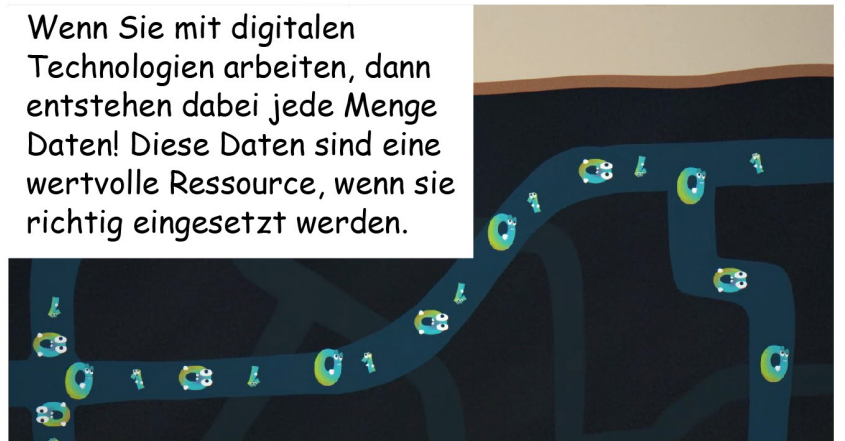 Wenn Sie mit digitalen
Technologien arbeiten, dann
entstehen dabei jede Menge
Daten! Diese Daten sind eine
wertvolle Ressource, wenn sie
richtig eingesetzt werden.